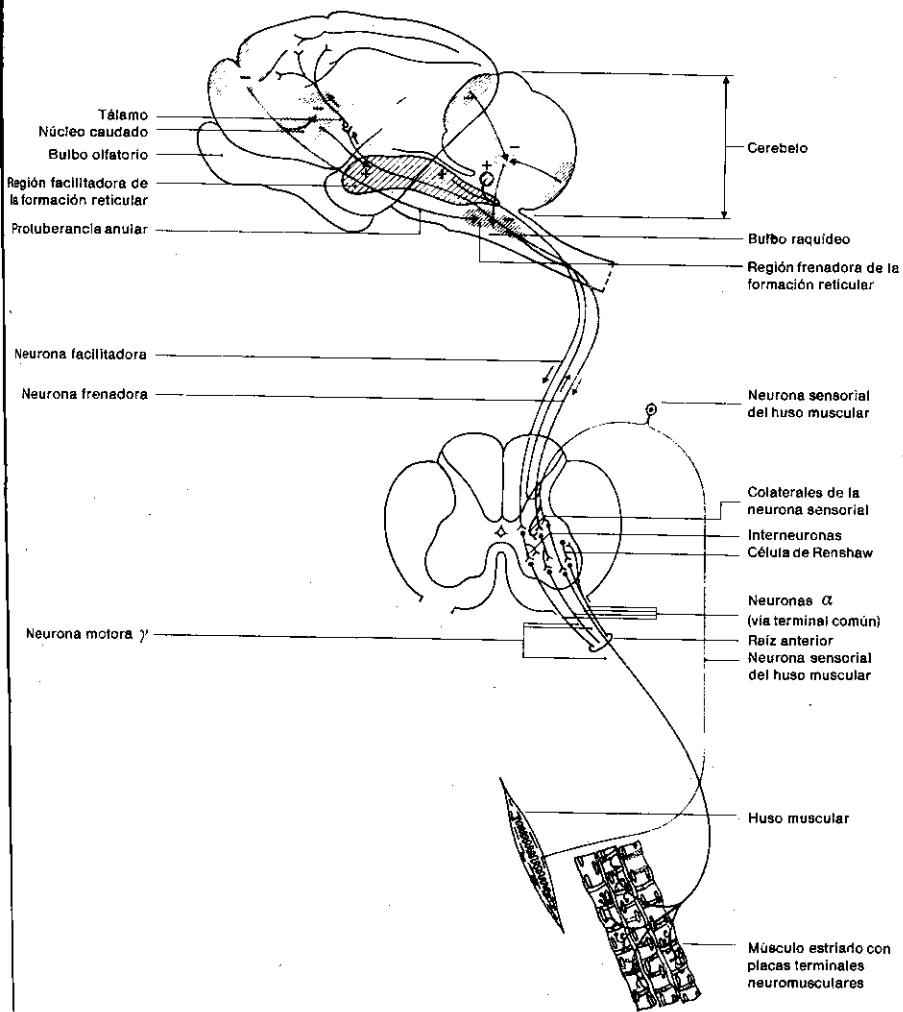 Tálamo
Núcleo caudado
Bulbo olfatorio
Región facilitadora de
la formación reticular
Protuberancia anular
Cerebelo
Bulbo raquídeo
Región frenadora de la
formación reticular
Neurona facilitadora
Neurona frenadora
Neurona sensorial
del huso muscular
Colaterales de la
neurona sensorial
Interneuronas
Célula de Renshaw
Neuronas α
(vía terminal común)
Raíz anterior
Neurona sensorial
del huso muscular
Neurona motora γ
Huso muscular
Músculo estriado con
placas terminales
neuromusculares